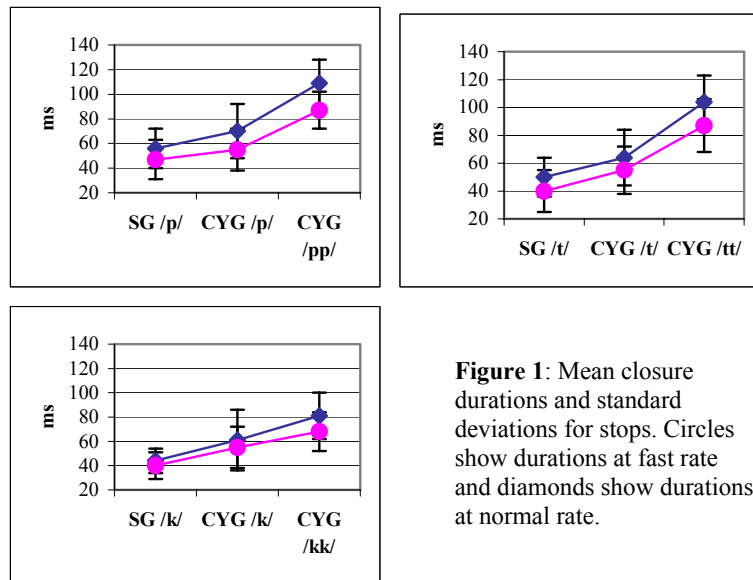 140
120
100
80
60
40
20
ms
SG /p/ CYG /p/ CYG
/pp/
140
120
100
80
60
40
20
ms
SG /t/ CYG /t/ CYG /tt/
140
120
100
80
60
40
20
ms
SG /k/ CYG /k/ CYG
/kk/
Figure 1: Mean closure
durations and standard
deviations for stops. Circles
show durations at fast rate
and diamonds show durations
at normal rate.